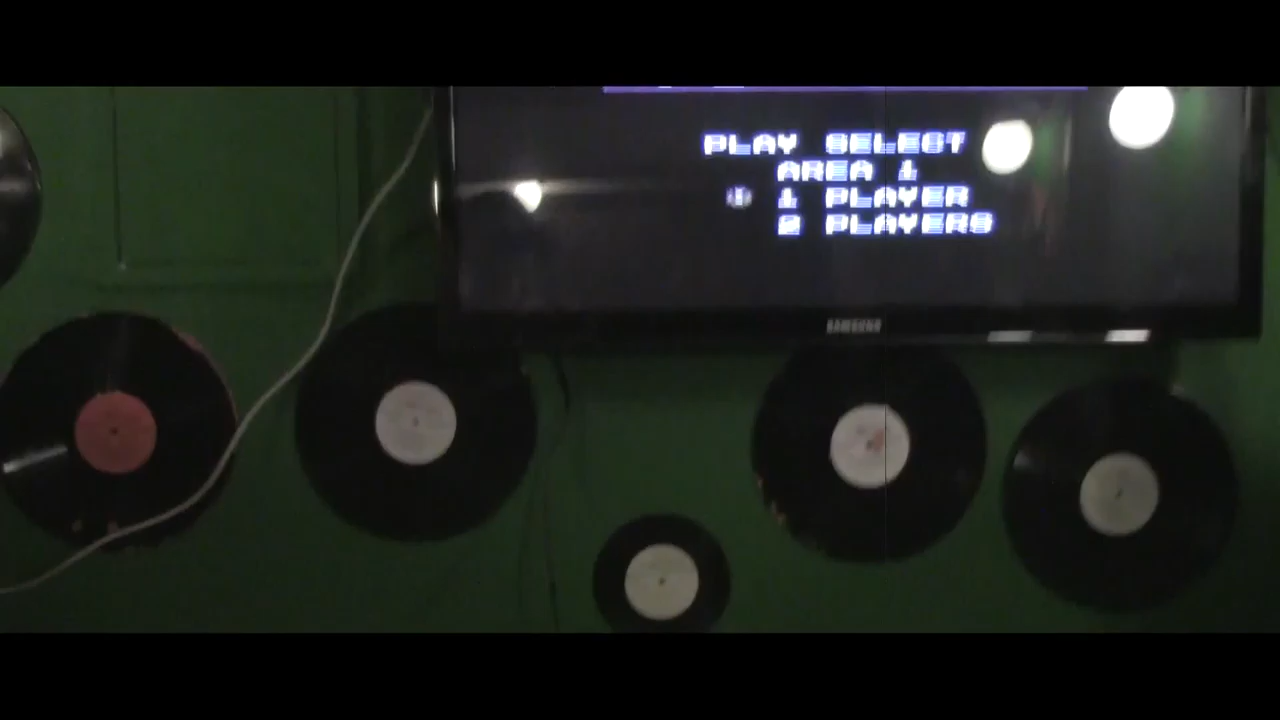 PLAY SELECT
AREA 1
1 PLAYER
2 PLAYERS
SAMSUNG